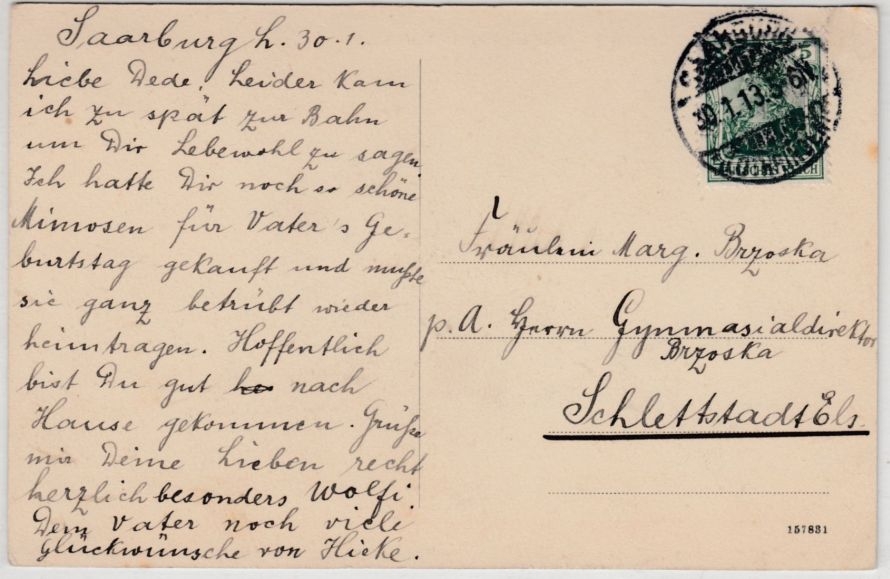 Saarburg h. 30.1.
Liebe Dede, Leider kam
ich zu spät zur Bahn
um Dir Lebewohl zu sagen.
Ich hatte Dir noch so schöne
Mimosen für Vater's Ge-
burtstag gekauft und mußte
sie ganz betrübt wieder
heimtragen. Hoffentlich
bist Du gut nach
Hause gekommen. Grüße
mir Deine Lieben recht
herzlich besonders Wolfi
Dem Vater noch viele
Glückwünsche von Hieke.
30.1.13.
5
Fräulein Marg. Brzoska
p. A. Herrn Gymnasialdirektor
Brzoska
Schlettstadt Els.
157831